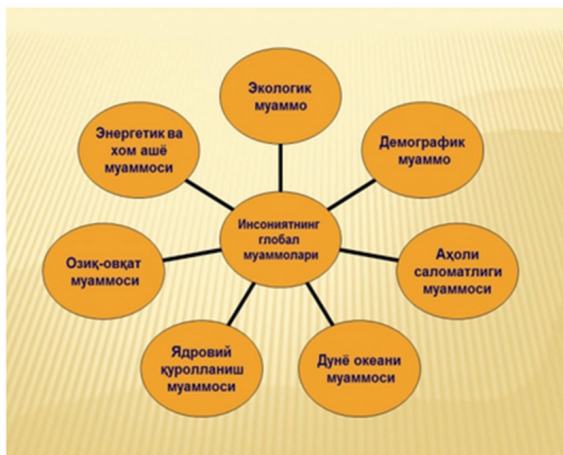 Экологик
муаммо
Энергетик ва
хом ашё
муаммоси
Демографик
муаммо
Инсониятнинг
глобал
муаммолари
Озиқ-овқат
муаммоси
Аҳоли
саломатлиги
муаммоси
Ядровий
қуролланиш
муаммоси
Дунё океани
муаммоси